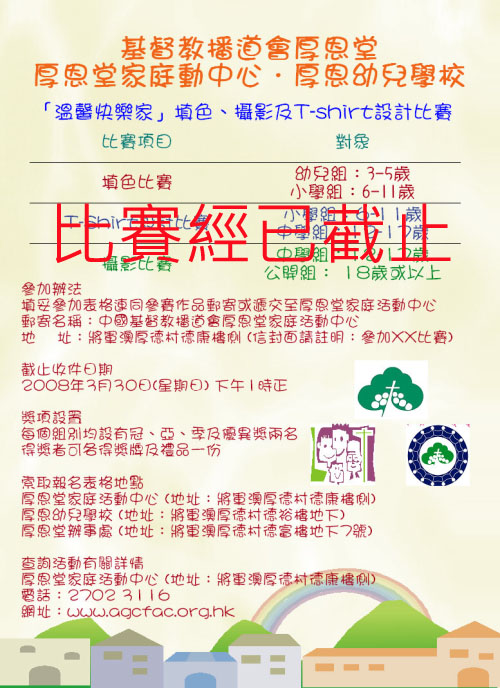 基督教播道會厚恩堂
厚恩堂家庭動中心．厚恩幼兒學校
「溫馨快樂家」填色、攝影及T-shirt設計比賽
比賽項目 對象
填色比賽 幼兒組：3-5歲
小學組：6-11歲
T-Shirt設計比賽 小學組：6-11歲
中學組：12-17歲
比賽經已截止
攝影比賽 中學組：12-17歲
公開組： 18歲或以上
參加辦法
填妥參加表格連同參賽作品郵寄或遞交至厚恩堂家庭活動中心
郵寄名稱：中國基督教播道會厚恩堂家庭活動中心
地 址：將軍澳厚德村德康樓側 (信封面請註明：參加XX比賽)
截止收件日期
2008年3月30日(星期日) 下午1時正
獎項設置
每個組別均設有冠、亞、季及優異獎兩名
得獎者可各得獎牌及禮品一份
索取報名表格地點
厚恩堂家庭活動中心 (地址：將軍澳厚德村德康樓側)
厚恩幼兒學校 (地址：將軍澳厚德村德裕樓地下)
厚恩堂辦事處 (地址：將軍澳厚德村德富樓地下7號)
查詢活動有關詳情
厚恩堂家庭活動中心 (地址：將軍澳厚德村德康樓側)
電話：2702 3116
網址：www.agcfac.org.hk